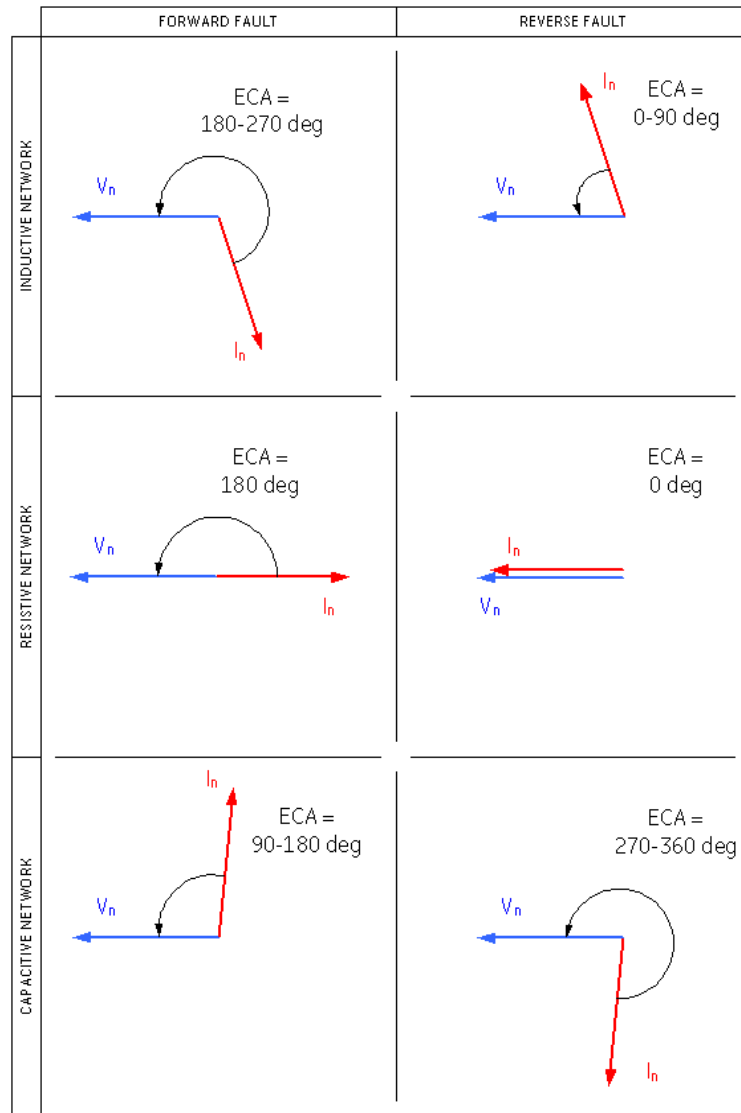 FORWARD FAULT
REVERSE FAULT
INDUCTIVE NETWORK
ECA =
180-270 deg
Vn
In
In
ECA =
0-90 deg
Vn
RESISTIVE NETWORK
ECA =
180 deg
Vn
In
ECA =
0 deg
In
Vn
CAPACITIVE NETWORK
In
ECA =
90-180 deg
Vn
ECA =
270-360 deg
Vn
In